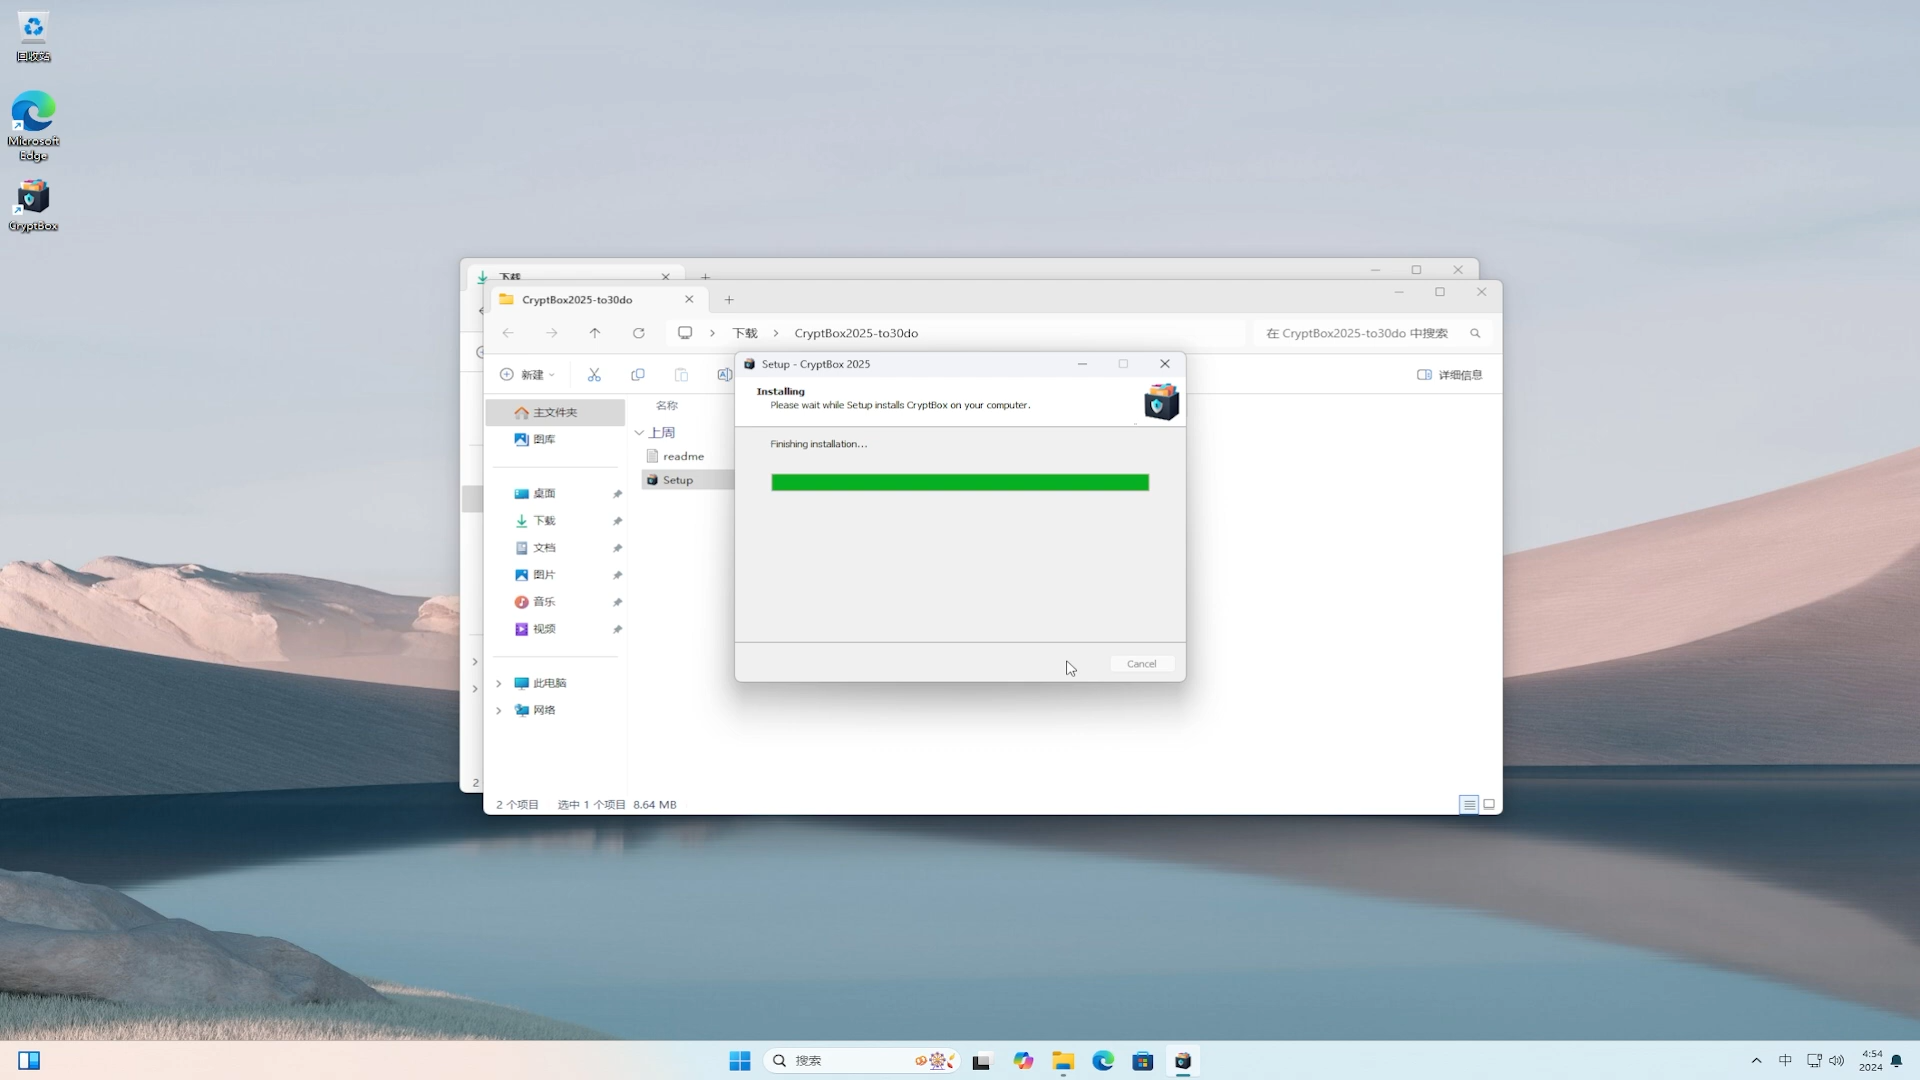 回收站
Microsoft
Edge
CryptBox
下载
CryptBox2025-to30do
下载
CryptBox2025-to30do
在 CryptBox2025-to30do 中搜索
新建
详细信息
Setup - CryptBox 2025
Installing
Please wait while Setup installs CryptBox on your computer.
Finishing installation...
Cancel
主文件夹
图库
桌面
下载
文档
图片
音乐
视频
此电脑
网络
名称
上周
readme
Setup
2
2 个项目 选中 1 个项目 8.64 MB
搜索
中
4:54
2024